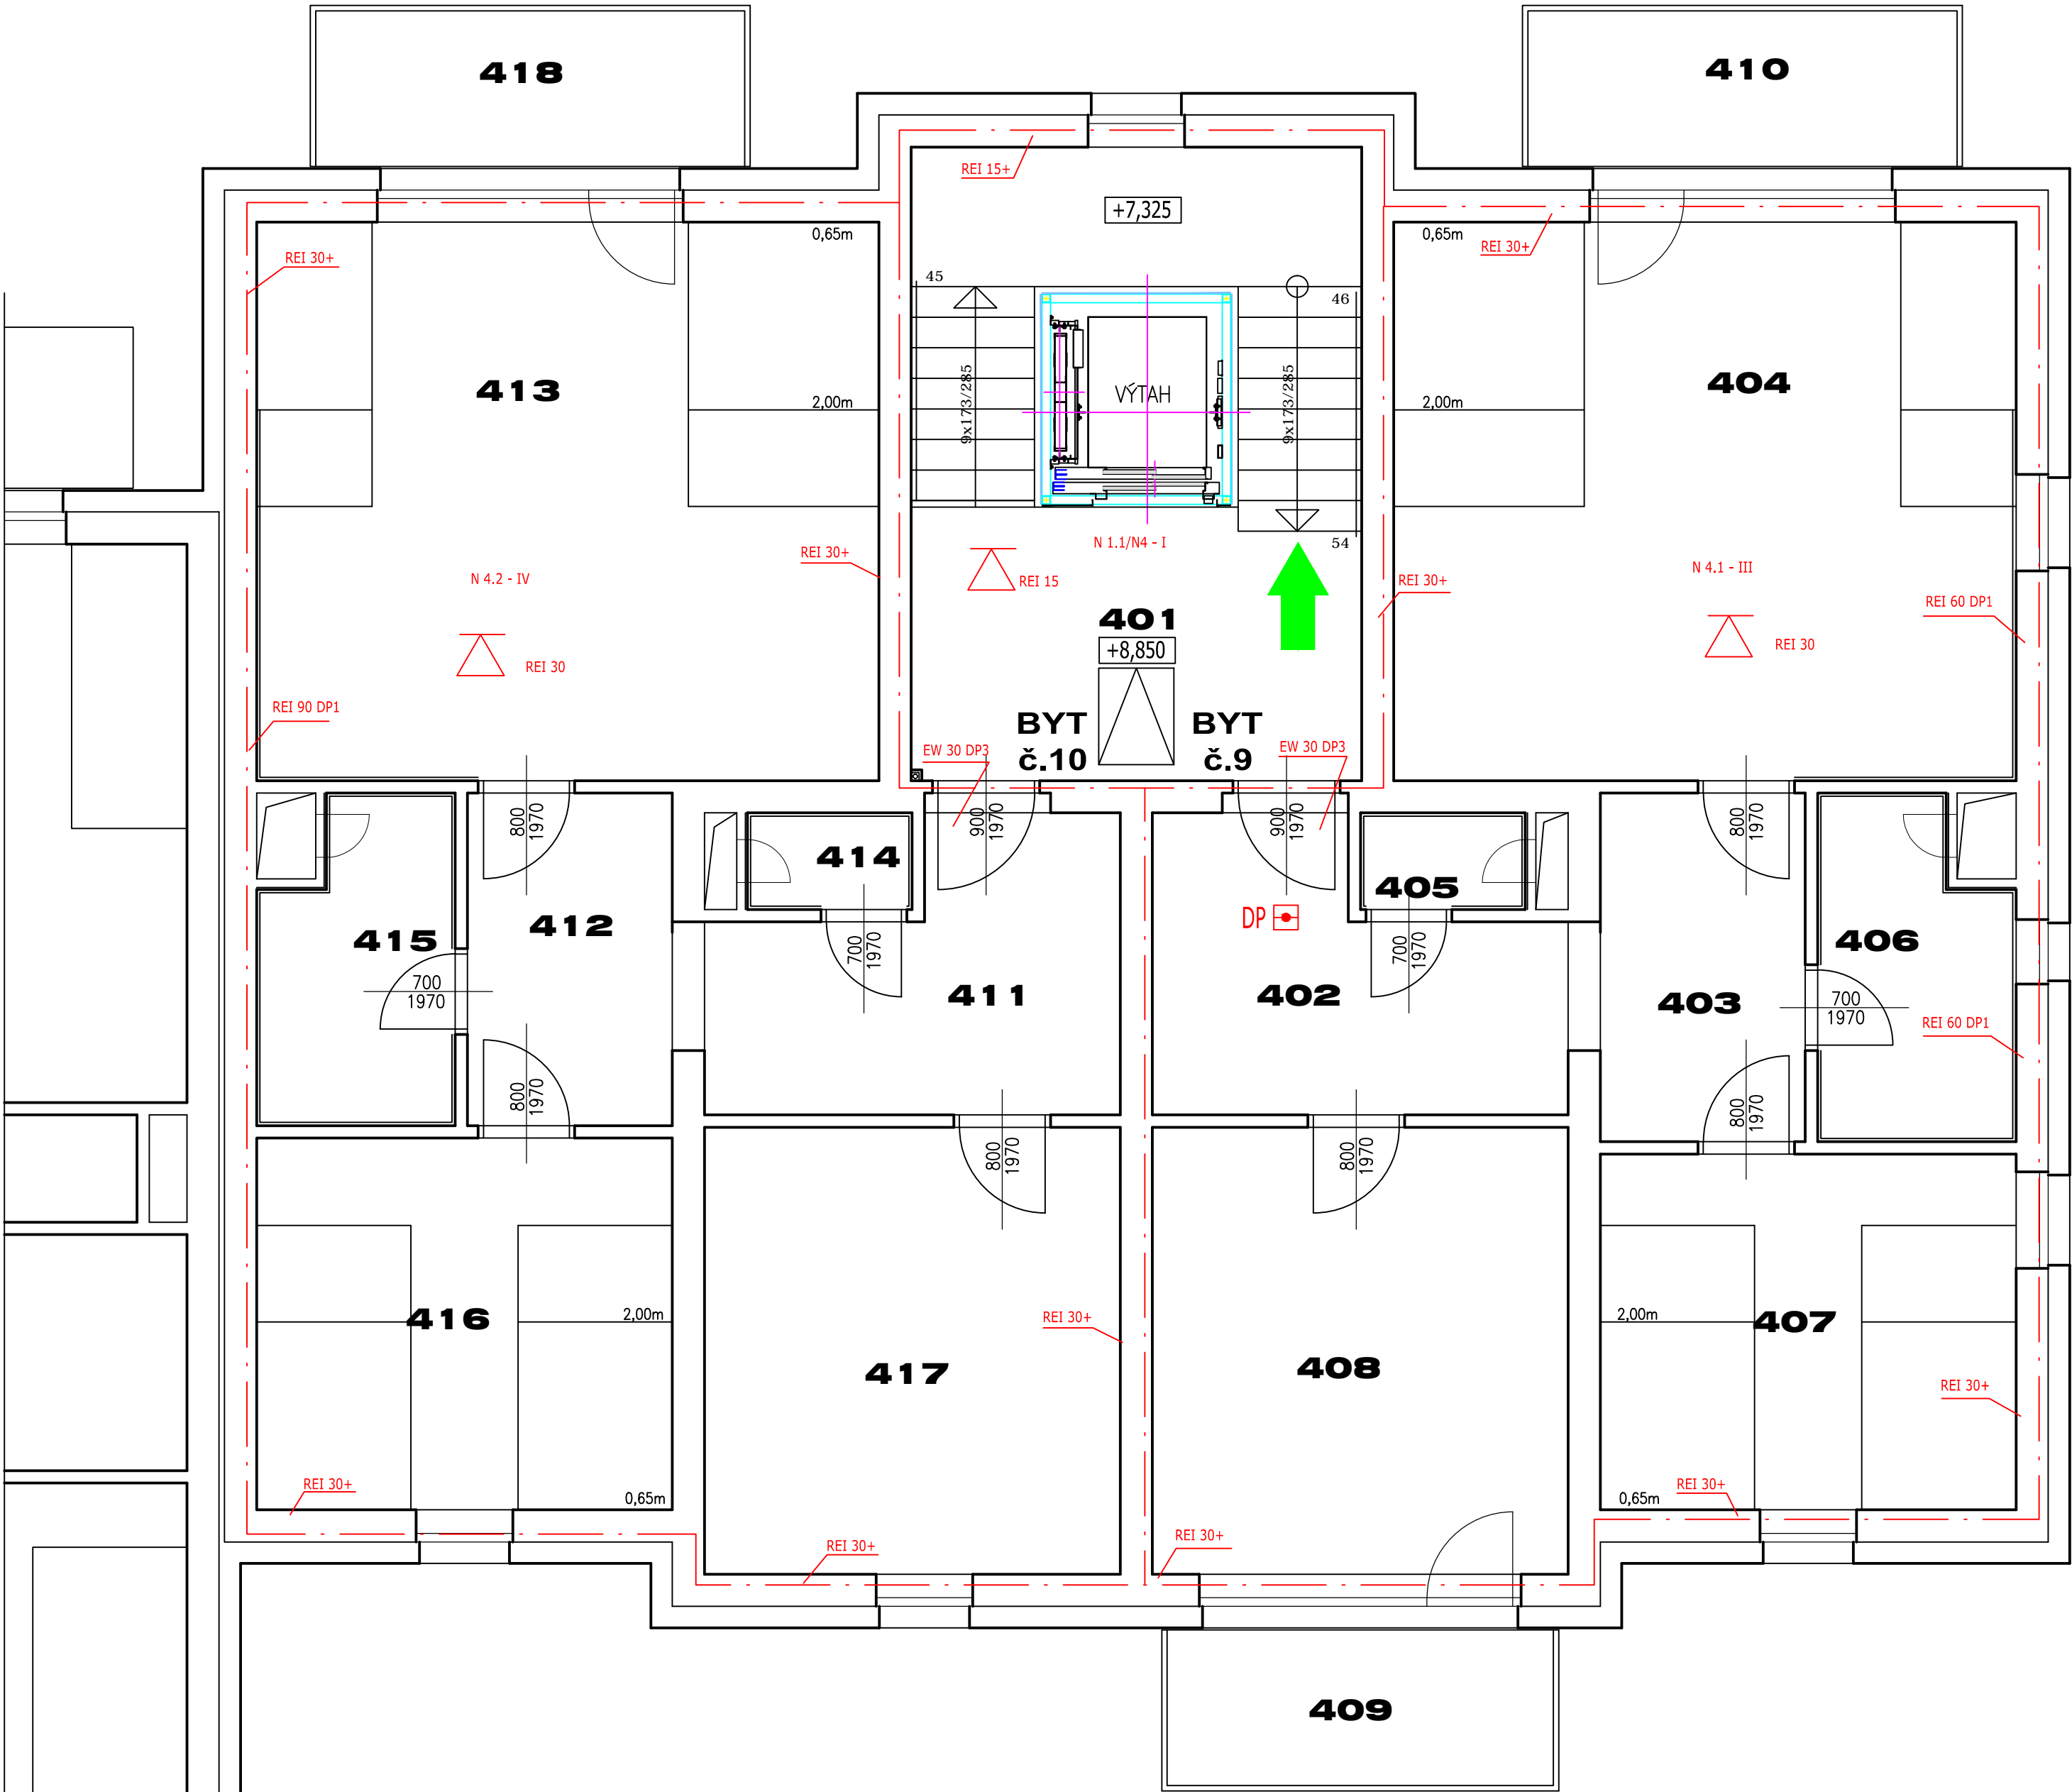 418
410
REI 15+
+7,325
0,65m
0,65m
REI 30+
REI 30+
45
46
9x173/285
9x173/285
VÝTAH
413
404
2,00m
2,00m
N 1.1/N4 - I
54
REI 30+
REI 15
REI 30+
N 4.2 - IV
N 4.1 - III
REI 60 DP1
401
+8,850
REI 30
REI 30
REI 90 DP1
BYT
č.10
BYT
č.9
EW 30 DP3
EW 30 DP3
800
1970
900
1970
900
1970
800
1970
414
405
DP
412
415
406
700
1970
700
1970
411
402
403
700
1970
700
1970
REI 60 DP1
800
1970
800
1970
800
1970
800
1970
416
2,00m
REI 30+
2,00m
407
417
408
REI 30+
REI 30+
0,65m
0,65m
REI 30+
REI 30+
REI 30+
409